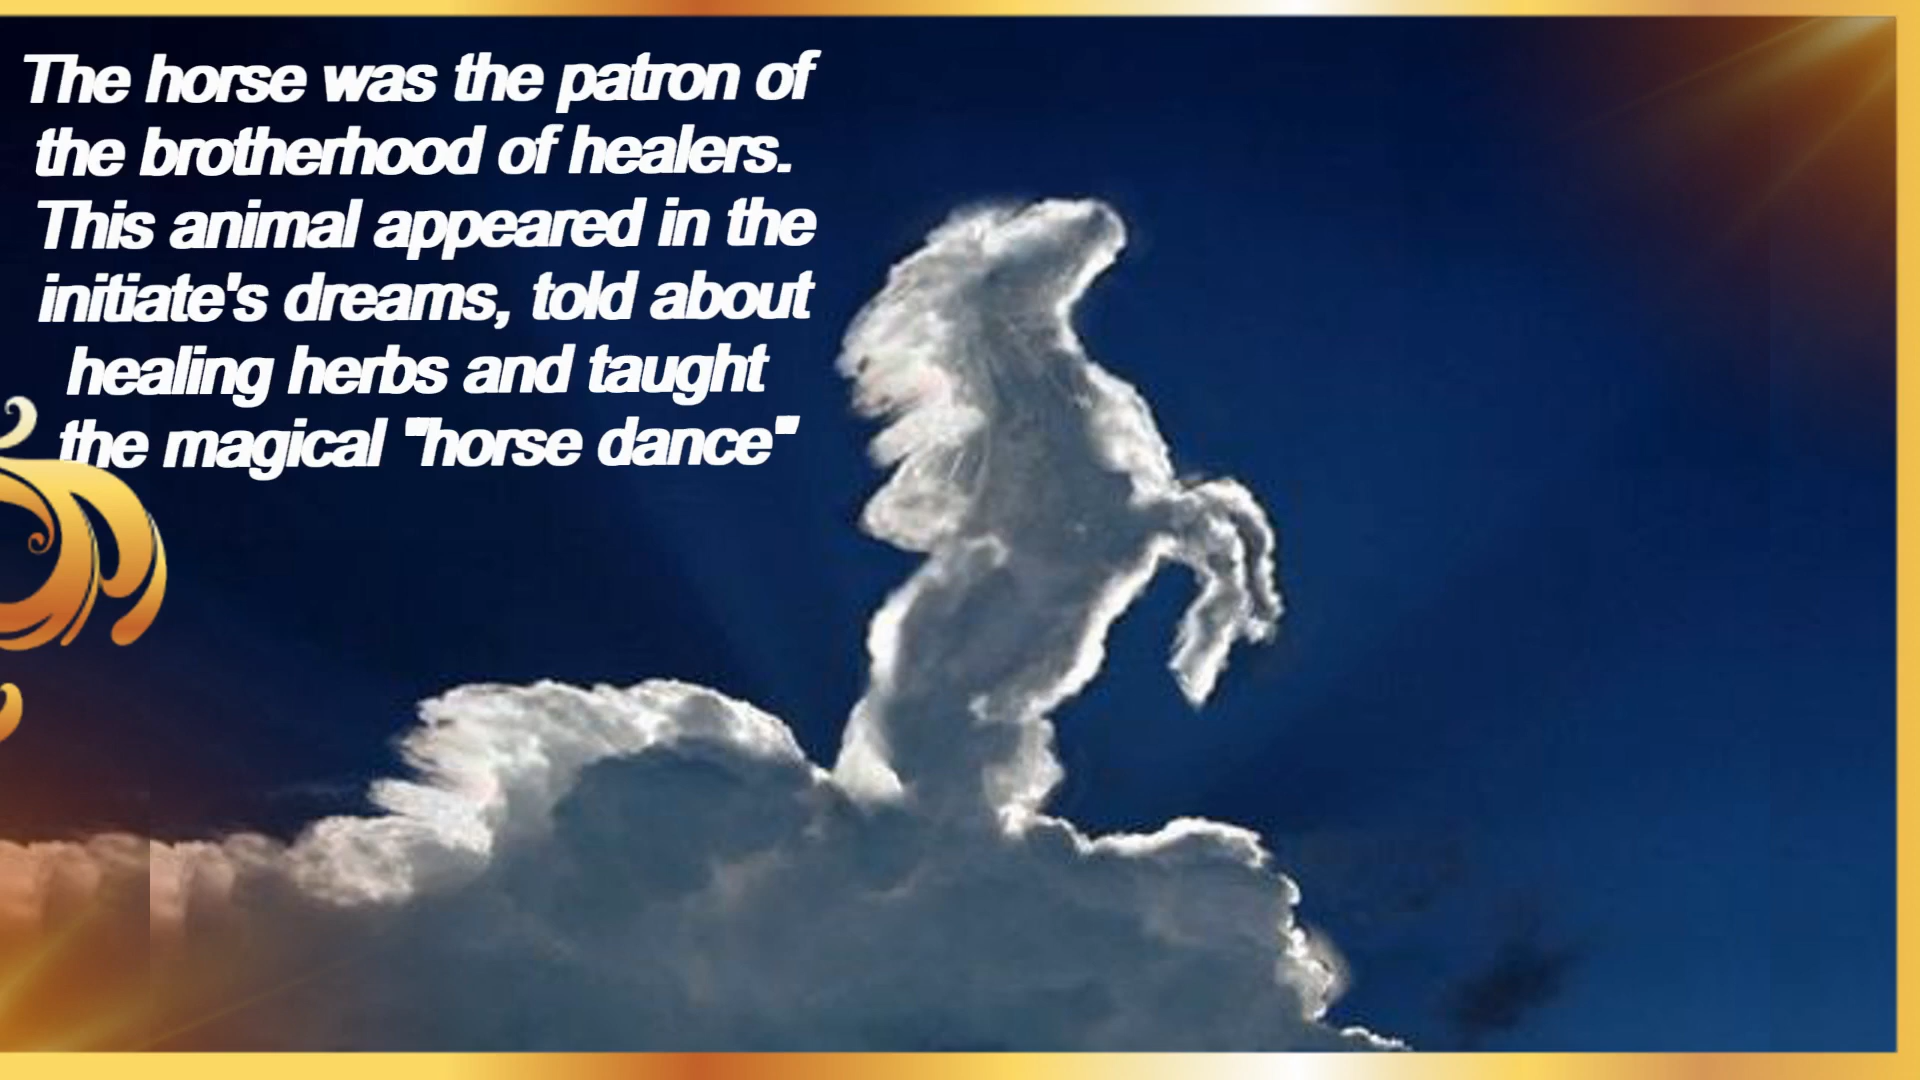 The horse was the patron of
the brotherhood of healers.
This animal appeared in the
initiate's dreams, told about
healing herbs and taught
the magical "horse dance"